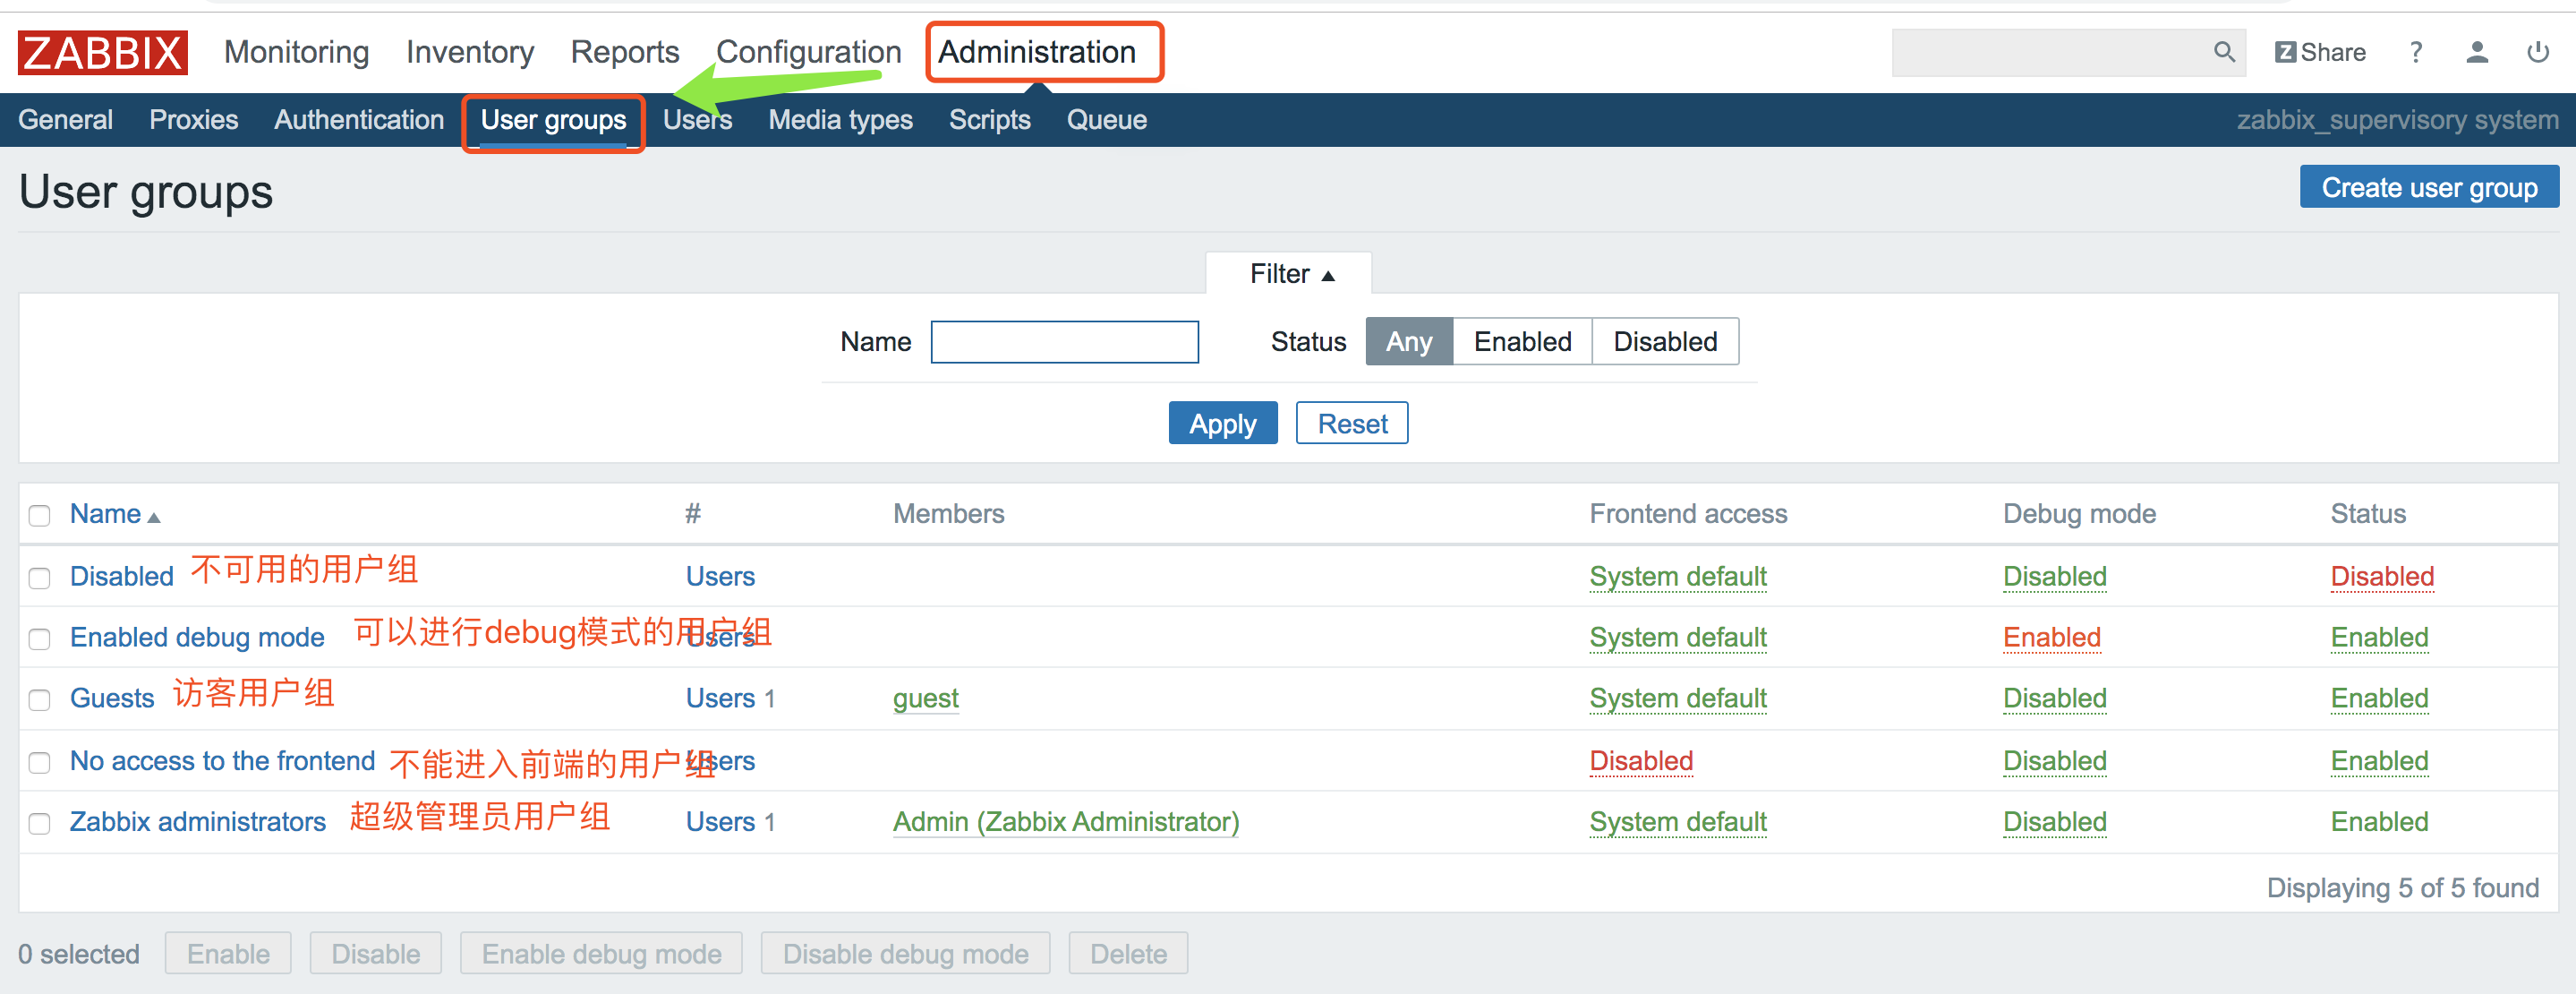 ZABBIX Monitoring Inventory Reports Configuration Administration Z Share ?
General Proxies Authentication User groups Users Media types Scripts Queue zabbix_supervisory system
User groups Create user group
Filter ▲
Name Status Any Enabled Disabled
Apply Reset
Name ▲ # Members Frontend access Debug mode Status
Disabled 不可用的用户组 Users System default Disabled Disabled
Enabled debug mode 可以进行debug模式的用户组 Users System default Enabled Enabled
Guests 访客用户组 Users 1 guest System default Disabled Enabled
No access to the frontend 不能进入前端的用户组 Users Disabled Disabled Enabled
Zabbix administrators 超级管理员用户组 Users 1 Admin (Zabbix Administrator) System default Disabled Enabled
Displaying 5 of 5 found
0 selected Enable Disable Enable debug mode Disable debug mode Delete